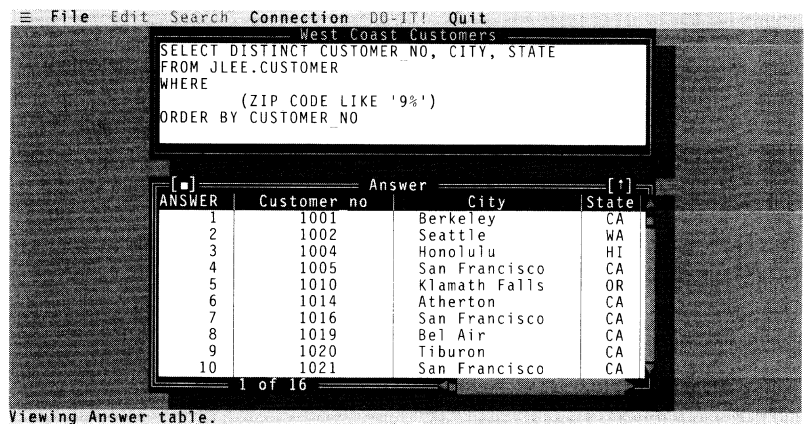 ≡ File Edit Search Connection DO-IT! Quit
West Coast Customers
SELECT DISTINCT CUSTOMER_NO, CITY, STATE
FROM JLEE.CUSTOMER
WHERE
(ZIP CODE LIKE '9%')
ORDER BY CUSTOMER_NO
[■] Answer [↑]
ANSWER Customer no City State
1 1001 Berkeley CA
2 1002 Seattle WA
3 1004 Honolulu HI
4 1005 San Francisco CA
5 1010 Klamath Falls OR
6 1014 Atherton CA
7 1016 San Francisco CA
8 1019 Bel Air CA
9 1020 Tiburon CA
10 1021 San Francisco CA
1 of 16
Viewing Answer table.